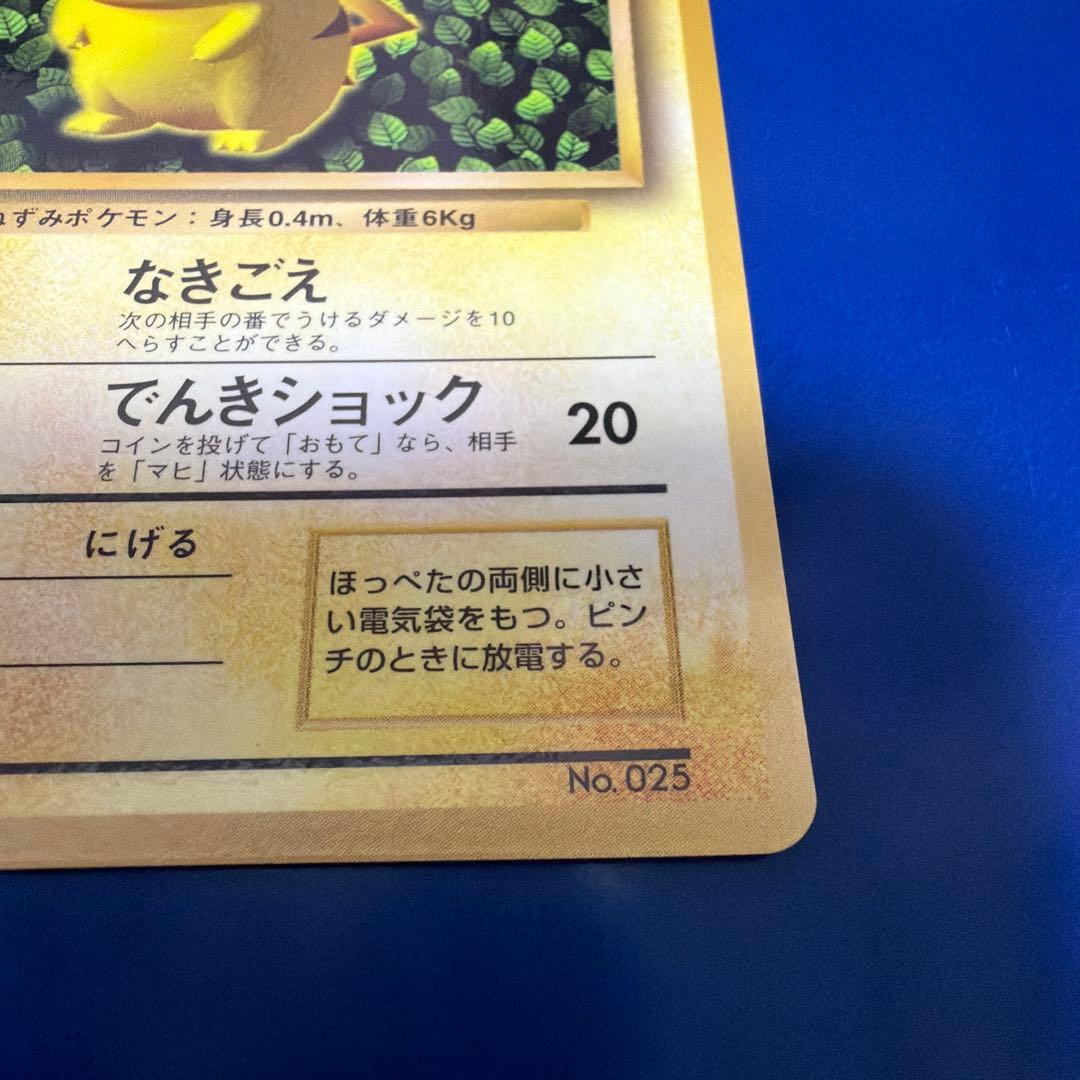 ねずみポケモン：身長0.4m、体重6Kg
なきごえ
次の相手の番でうけるダメージを10
へらすことができる。
でんきショック
20
コインを投げて「おもて」なら、相手
を「マヒ」状態にする。
にげる
ほっぺたの両側に小さ
い電気袋をもつ。ピン
チのときに放電する。
No. 025